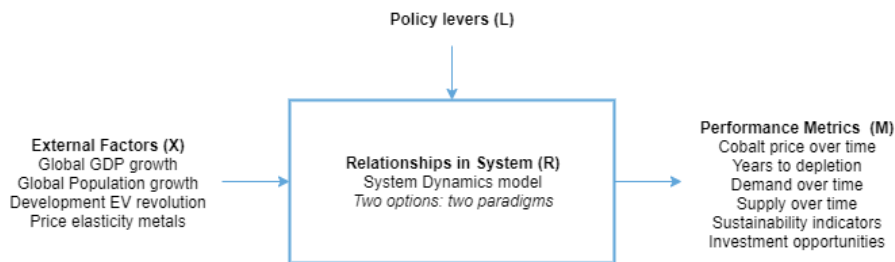 Policy levers (L)
External Factors (X)
Global GDP growth
Global Population growth
Development EV revolution
Price elasticity metals
Relationships in System (R)
System Dynamics model
Two options: two paradigms
Performance Metrics (M)
Cobalt price over time
Years to depletion
Demand over time
Supply over time
Sustainability indicators
Investment opportunities